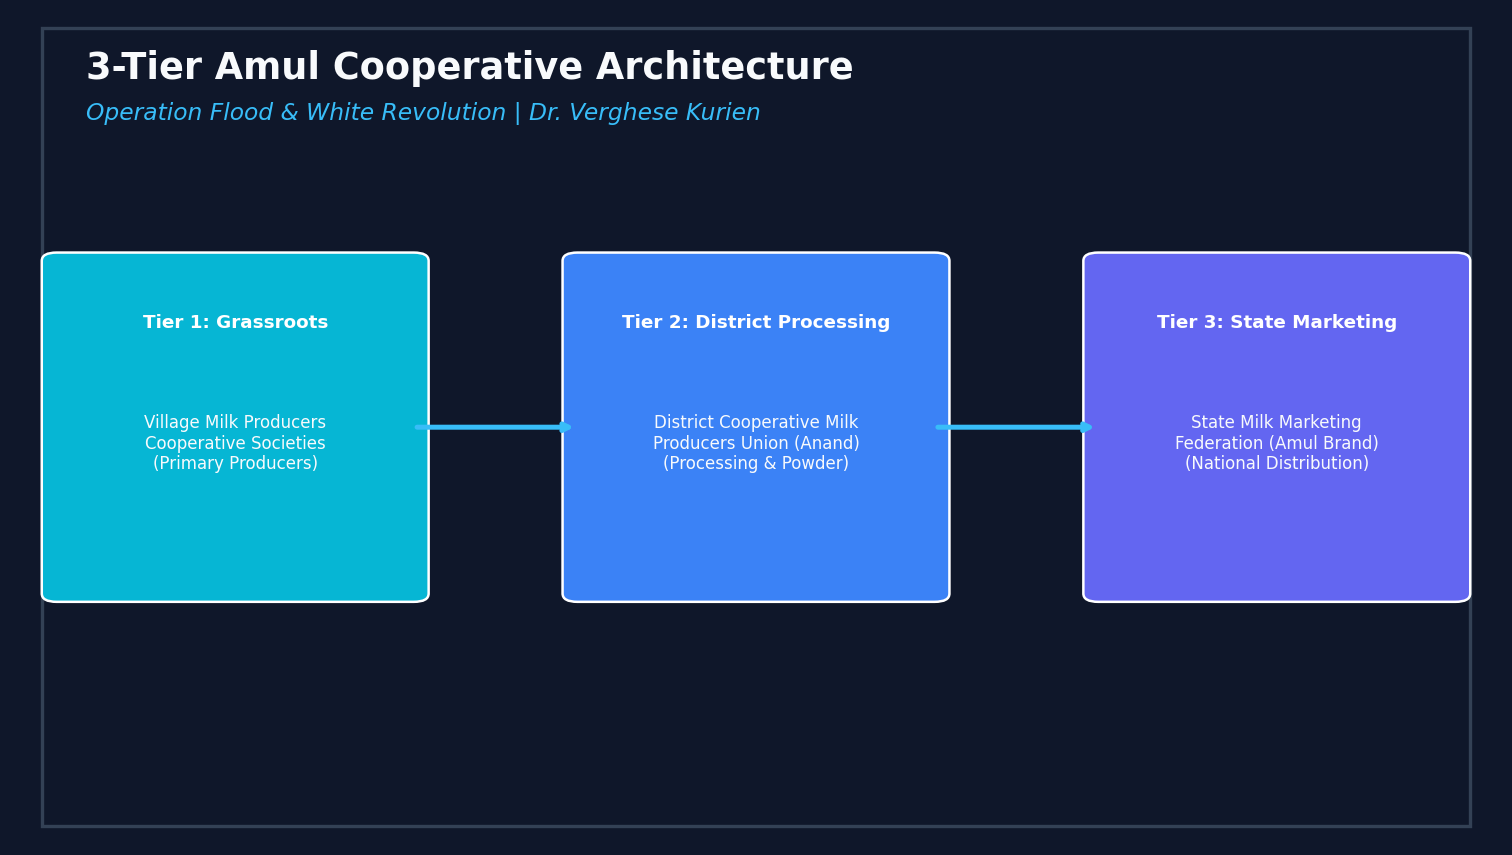 3-Tier Amul Cooperative Architecture
Operation Flood & White Revolution | Dr. Verghese Kurien
Tier 1: Grassroots
Village Milk Producers
Cooperative Societies
(Primary Producers)
Tier 2: District Processing
District Cooperative Milk
Producers Union (Anand)
(Processing & Powder)
Tier 3: State Marketing
State Milk Marketing
Federation (Amul Brand)
(National Distribution)